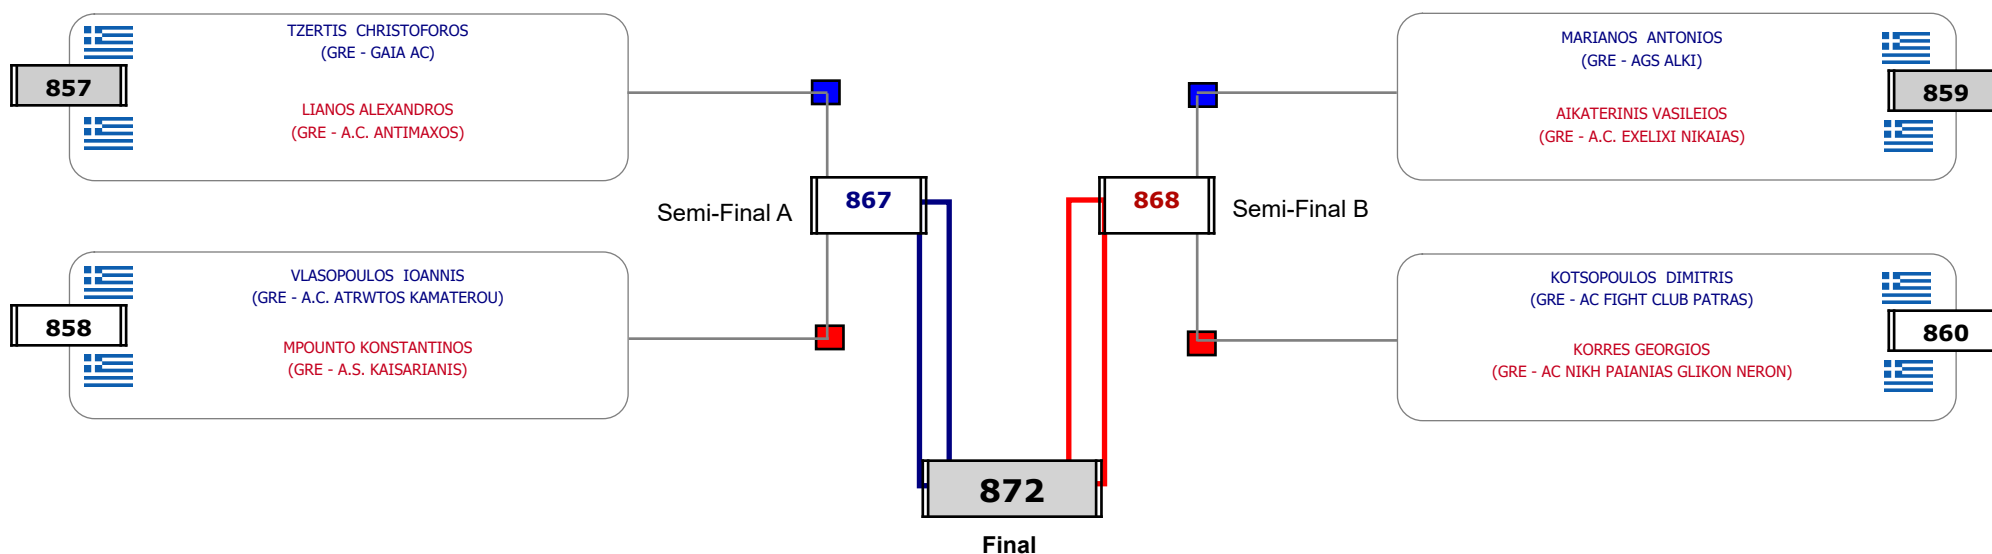 TZERTIS CHRISTOFOROS
(GRE - GAIA AC)
857
LIANOS ALEXANDROS
(GRE - A.C. ANTIMAXOS)
MARIANOS ANTONIOS
(GRE - AGS ALKI)
859
AIKATERINIS VASILEIOS
(GRE - A.C. EXELIXI NIKAIAS)
Semi-Final A
867
868
Semi-Final B
VLASOPOULOS IOANNIS
(GRE - A.C. ATRWTOS KAMATEROU)
858
MPOUNTO KONSTANTINOS
(GRE - A.S. KAISARIANIS)
KOTSOPOULOS DIMITRIS
(GRE - AC FIGHT CLUB PATRAS)
860
KORRES GEORGIOS
(GRE - AC NIKH PAIANIAS GLIKON NERON)
872
Final